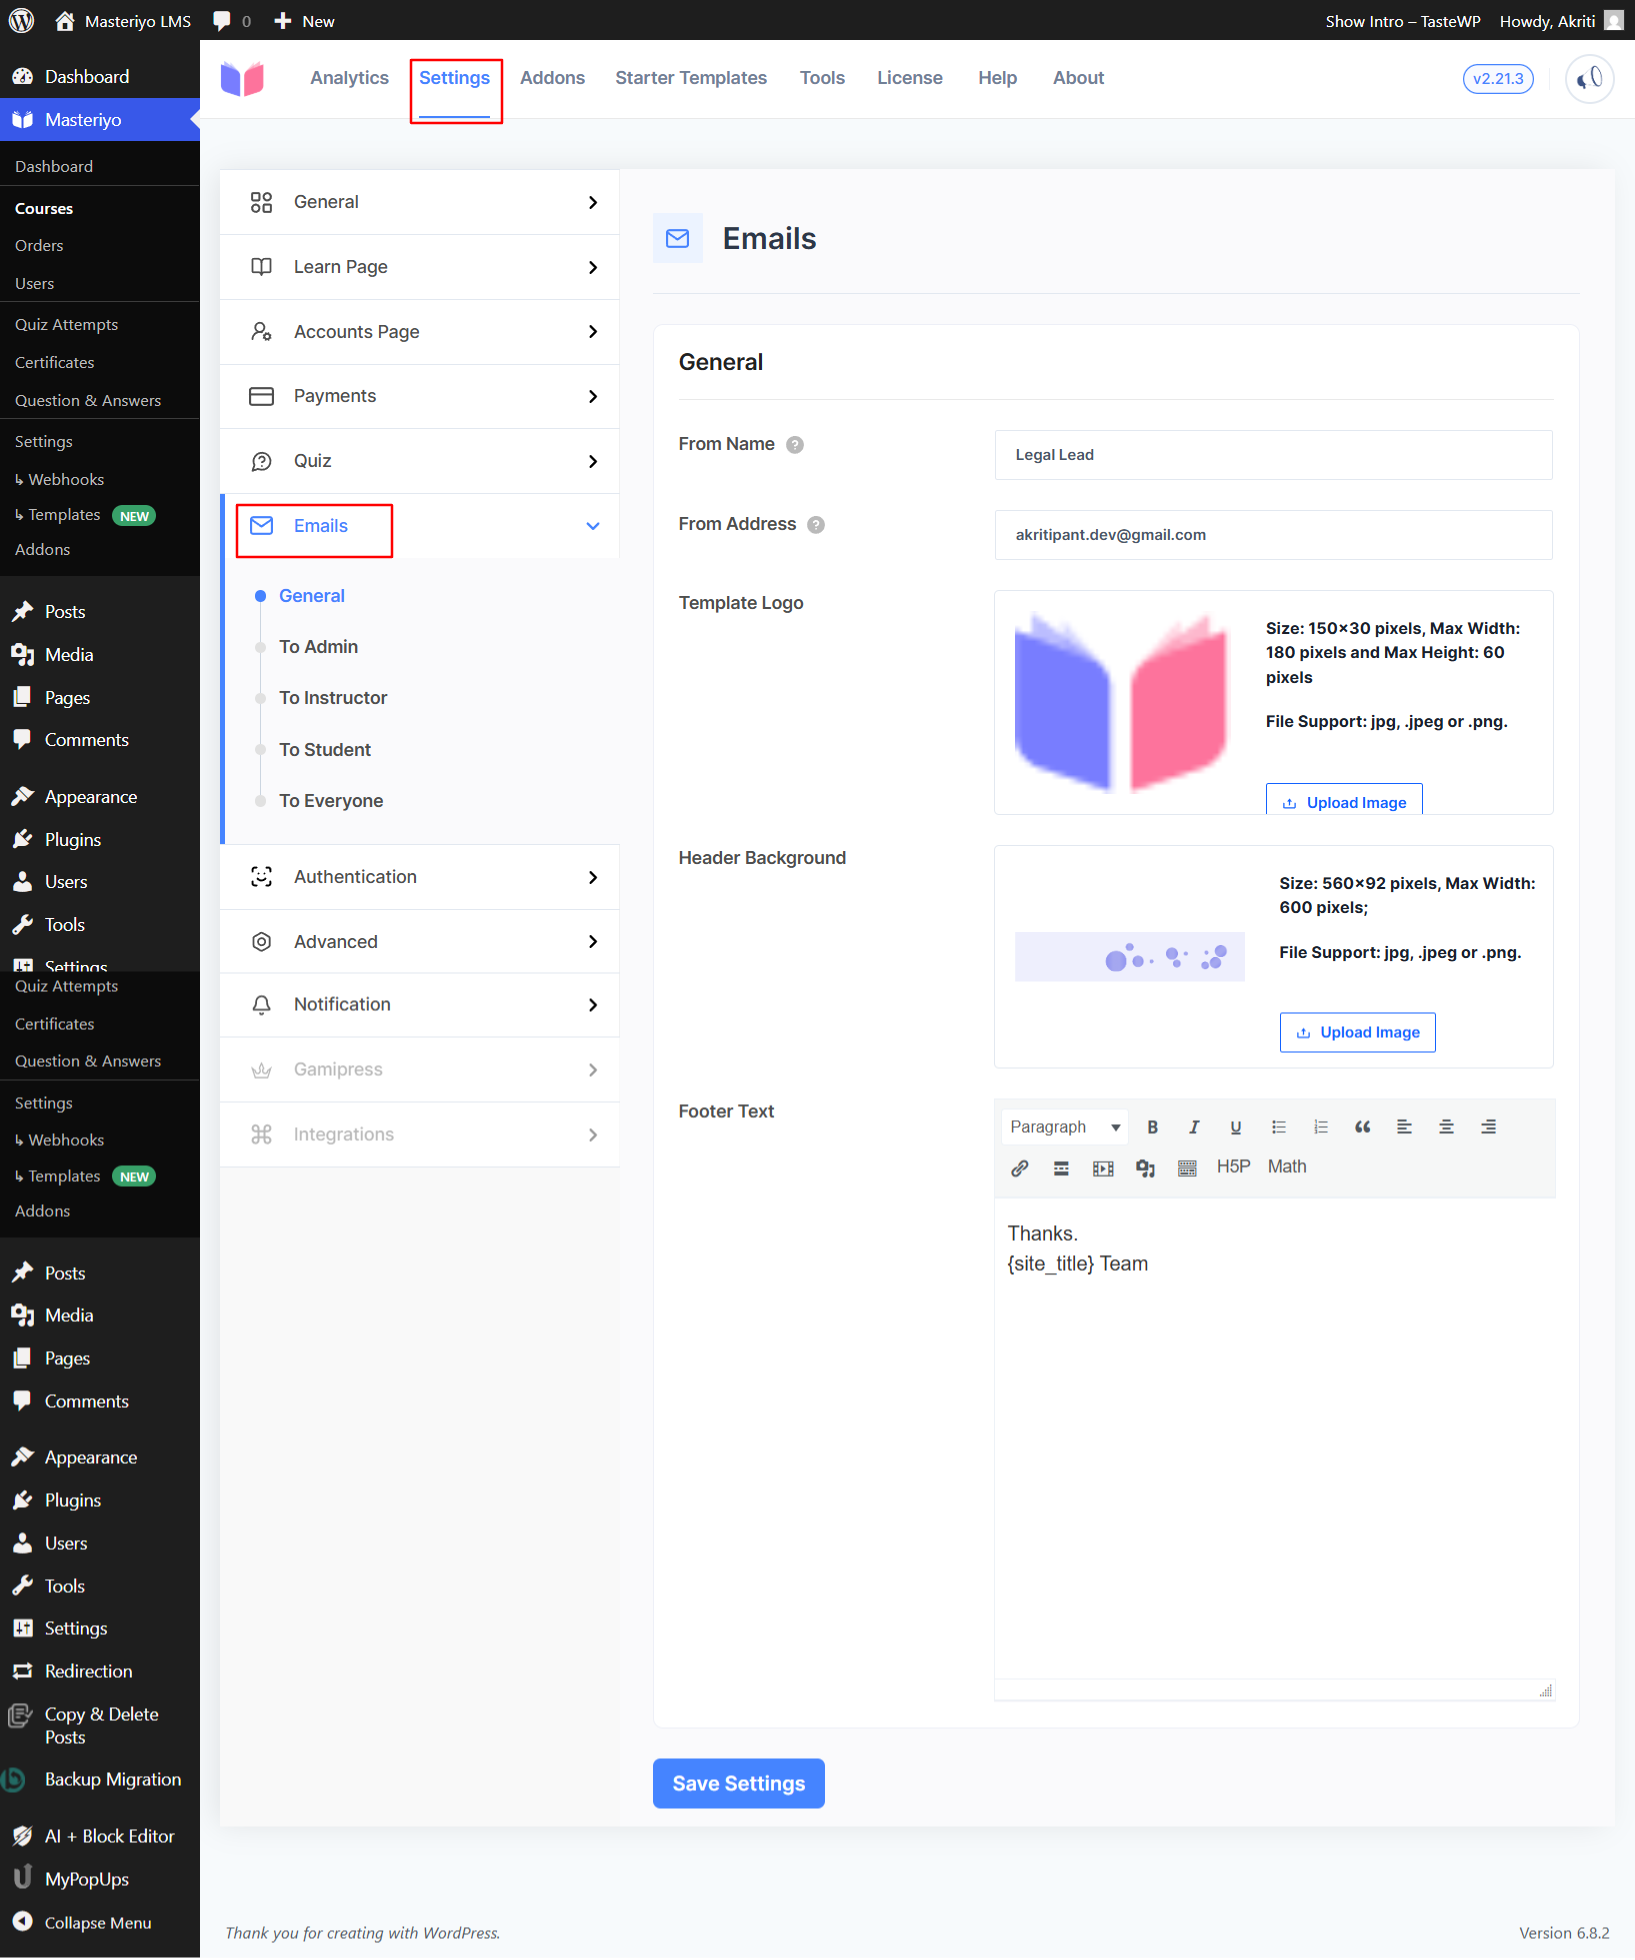 Masteriyo LMS
0
New
Show Intro – TasteWP
Howdy, Akriti
Dashboard
Masteriyo
Dashboard
Courses
Orders
Users
Quiz Attempts
Certificates
Question & Answers
Settings
↳ Webhooks
↳ Templates NEW
Addons
Posts
Media
Pages
Comments
Appearance
Plugins
Users
Tools
Settings
Quiz Attempts
Certificates
Question & Answers
Settings
↳ Webhooks
↳ Templates NEW
Addons
Posts
Media
Pages
Comments
Appearance
Plugins
Users
Tools
Settings
Redirection
Copy & Delete
Posts
Backup Migration
AI + Block Editor
MyPopUps
Collapse Menu
Analytics
Settings
Addons
Starter Templates
Tools
License
Help
About
v2.21.3
General
Learn Page
Accounts Page
Payments
Quiz
Emails
General
To Admin
To Instructor
To Student
To Everyone
Authentication
Advanced
Notification
Gamipress
Integrations
Emails
General
From Name ?
Legal Lead
From Address ?
akritipant.dev@gmail.com
Template Logo
Size: 150x30 pixels, Max Width:
180 pixels and Max Height: 60
pixels
File Support: jpg, .jpeg or .png.
Upload Image
Header Background
Size: 560x92 pixels, Max Width:
600 pixels;
File Support: jpg, .jpeg or .png.
Upload Image
Footer Text
Paragraph
B I U
H5P Math
Thanks.
{site_title} Team
Save Settings
Thank you for creating with WordPress.
Version 6.8.2